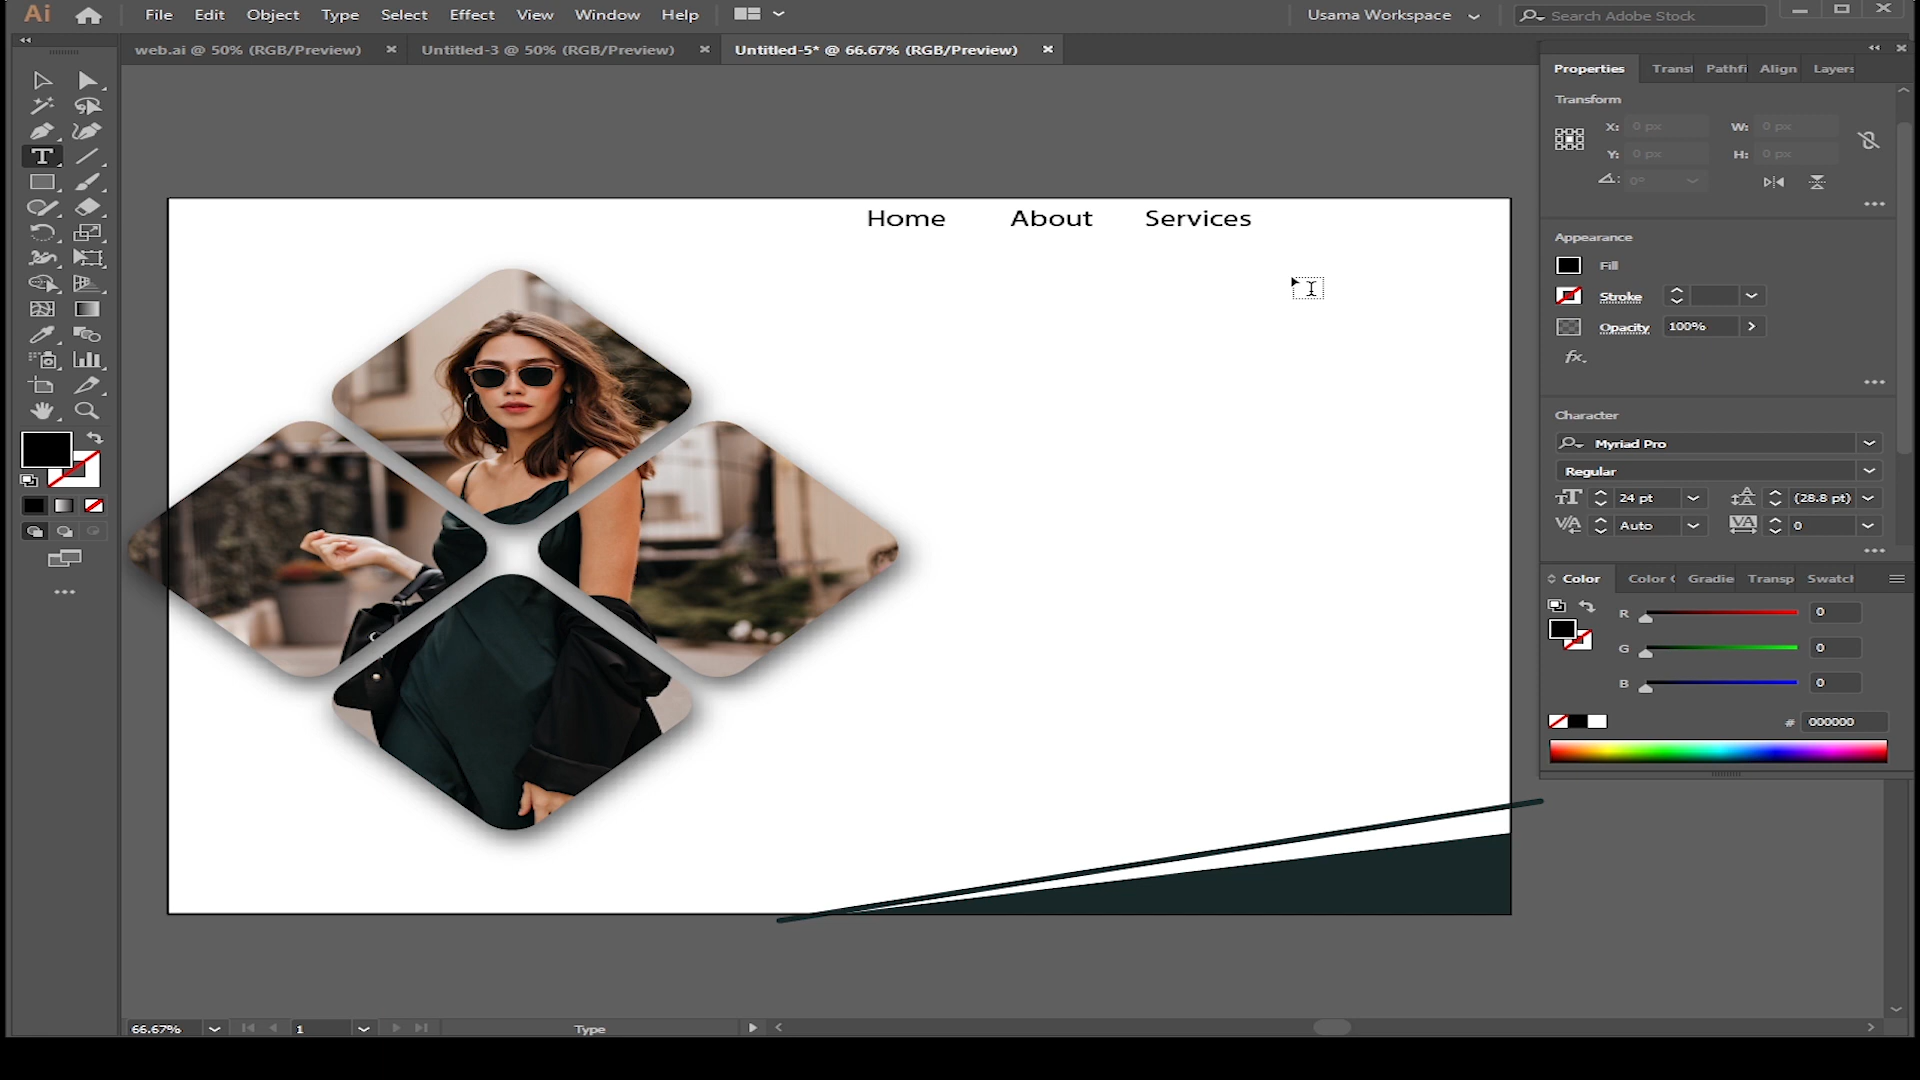 Ai File Edit Object Type Select Effect View Window Help Usama Workspace Search Adobe Stock
web.ai @ 50% (RGB/Preview) Untitled-3 @ 50% (RGB/Preview) Untitled-5* @ 66.67% (RGB/Preview)
Properties Transf Pathfi Align Layers
Transform
X: 0 px W: 0 px
Y: 0 px H: 0 px
0°
Home About Services
Appearance
Fill
Stroke
Opacity 100%
fx.
Character
Myriad Pro
Regular
24 pt (28.8 pt)
Auto 0
Color Color Gradie Transp Swatcl
R 0
G 0
B 0
# 000000
66.67% 1 Type